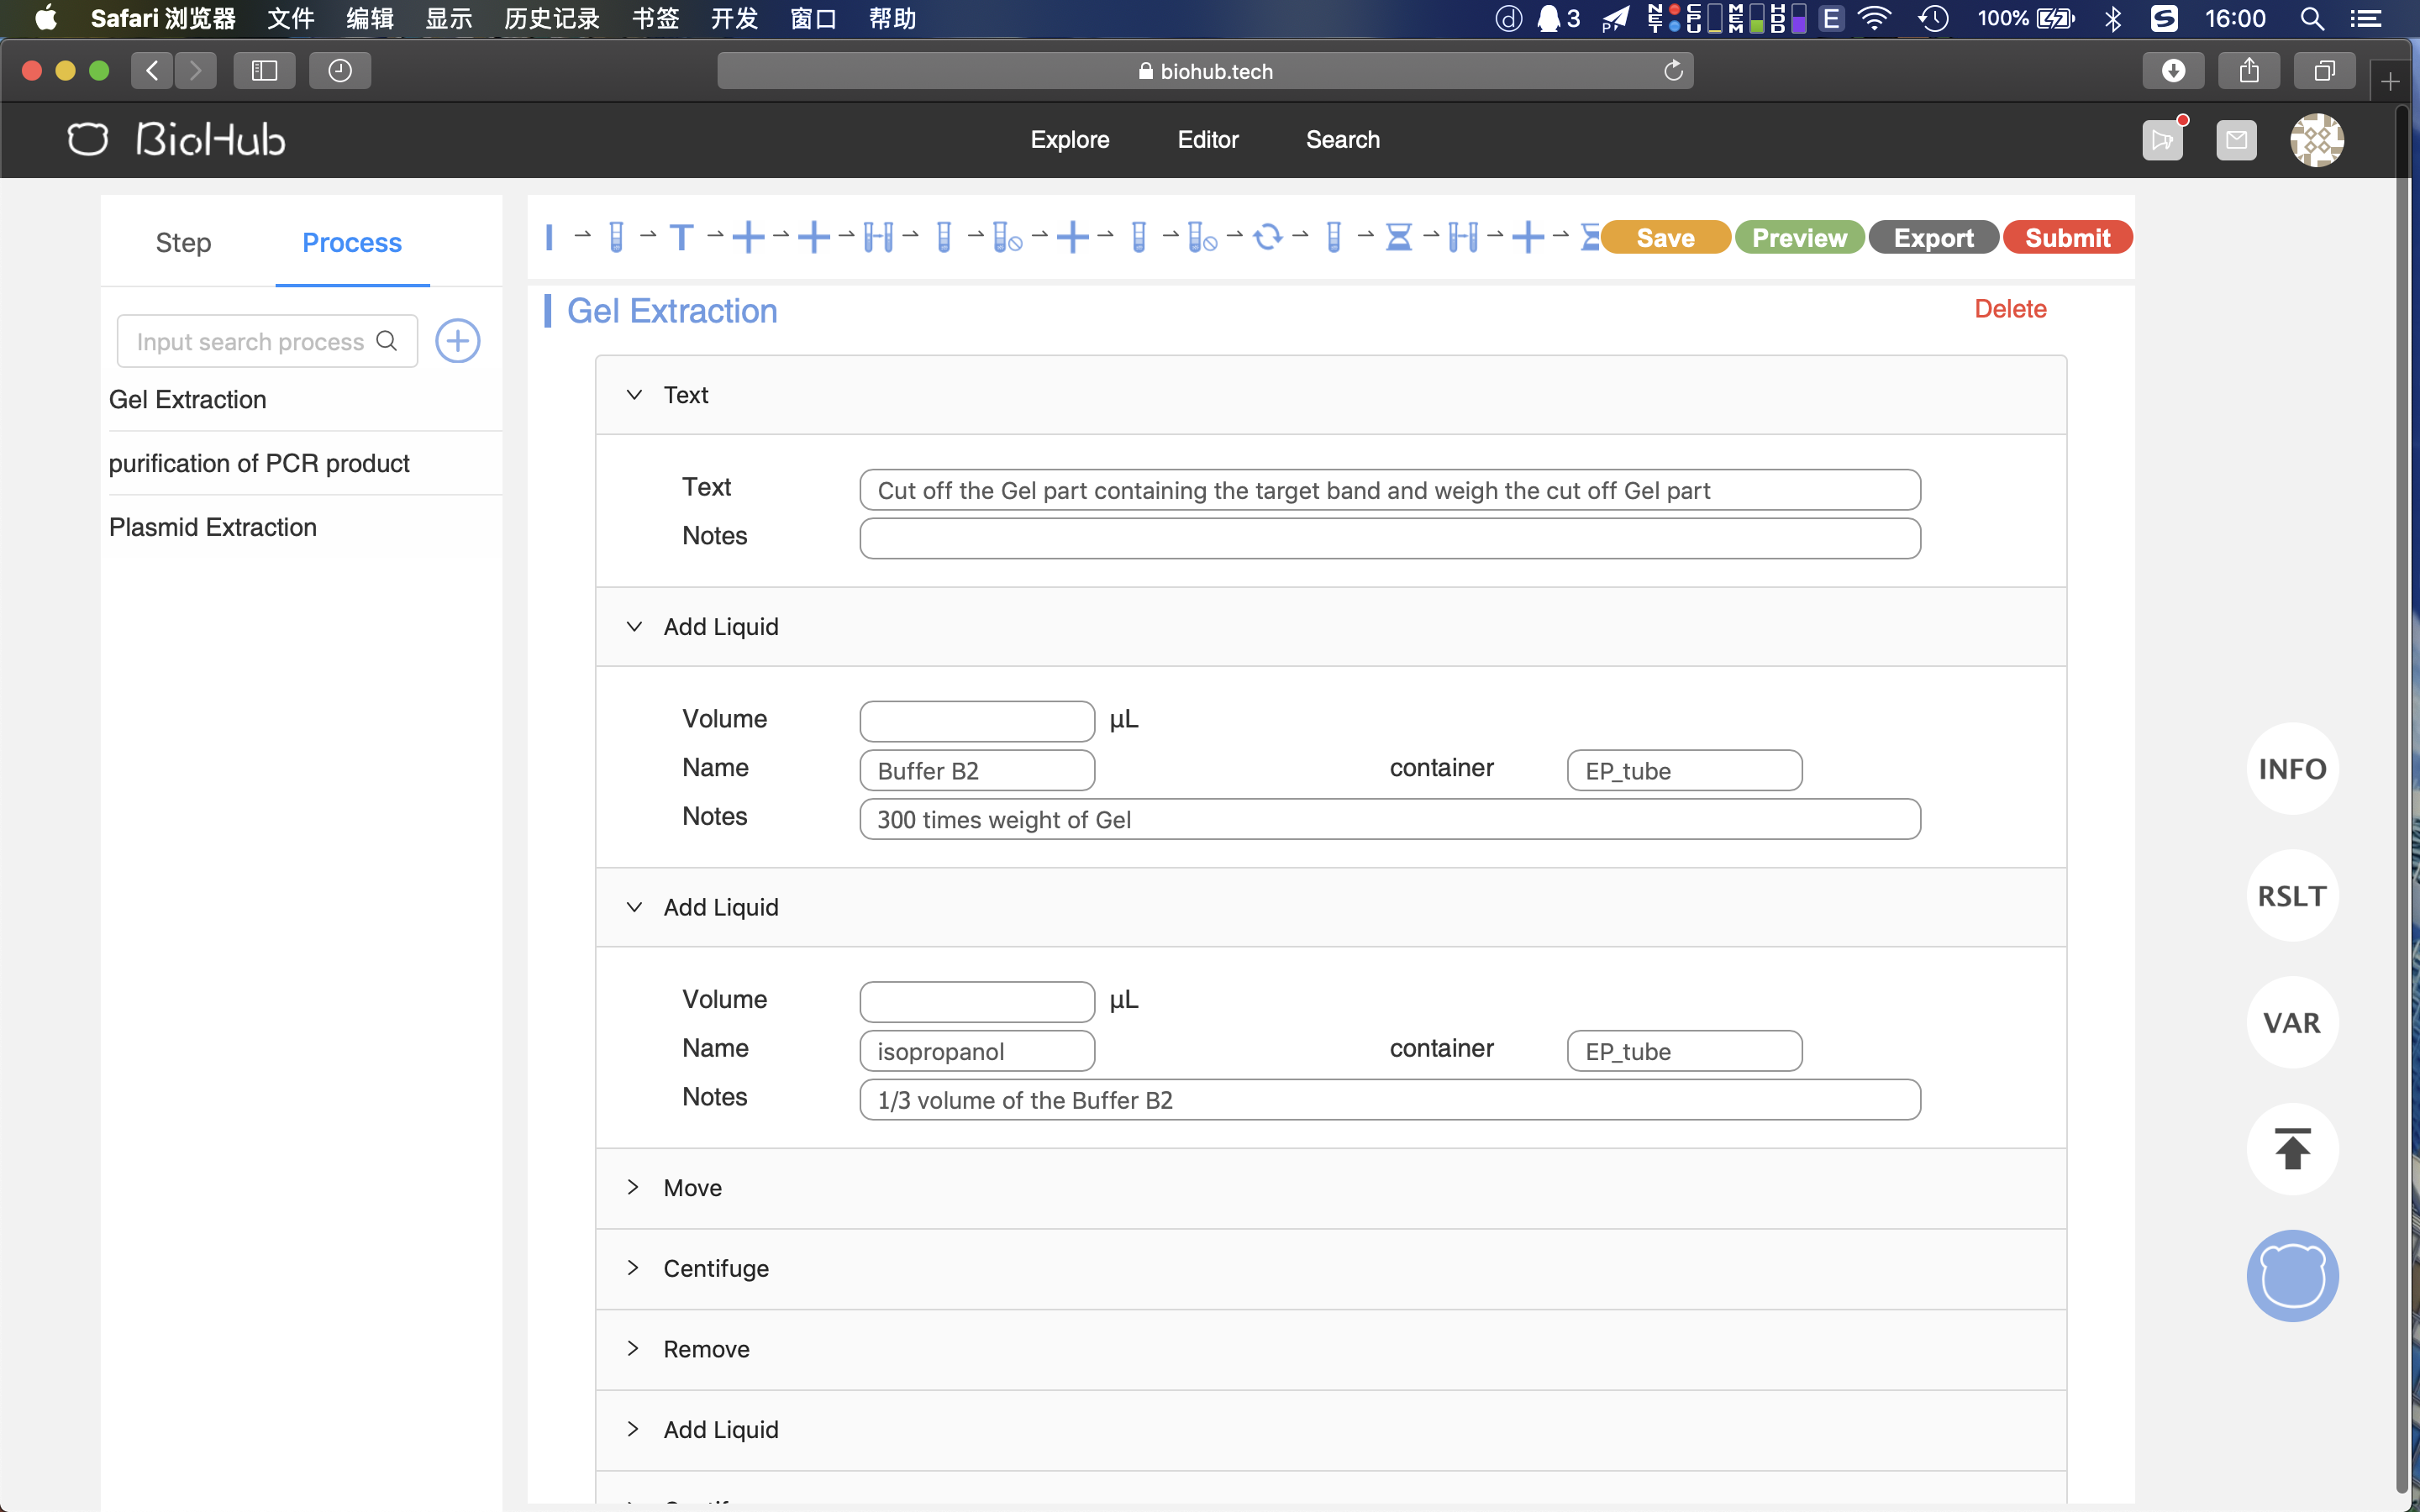 Safari 浏览器 文件 编辑 显示 历史记录 书签 开发 窗口 帮助 3 NET CPU MEM HDD E 100% 16:00
biohub.tech
BioHub Explore Editor Search
Step Process
Save Preview Export Submit
Input search process
Gel Extraction
purification of PCR product
Plasmid Extraction
Gel Extraction Delete
Text
Text Cut off the Gel part containing the target band and weigh the cut off Gel part
Notes
Add Liquid
Volume µL
Name Buffer B2 container EP_tube
Notes 300 times weight of Gel
Add Liquid
Volume µL
Name isopropanol container EP_tube
Notes 1/3 volume of the Buffer B2
Move
Centifuge
Remove
Add Liquid
INFO
RSLT
VAR